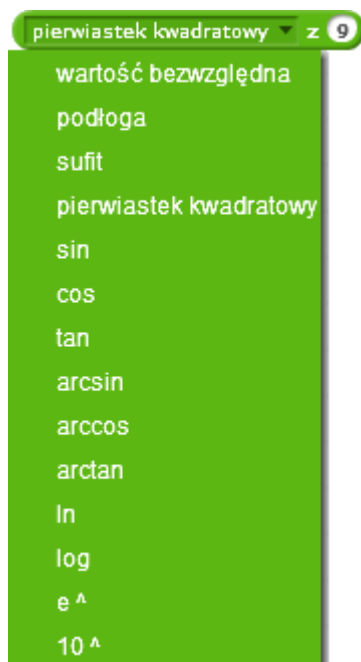 pierwiastek kwadratowy z 9
wartość bezwzględna
podłoga
sufit
pierwiastek kwadratowy
sin
cos
tan
arcsin
arccos
arctan
ln
log
e ^
10 ^